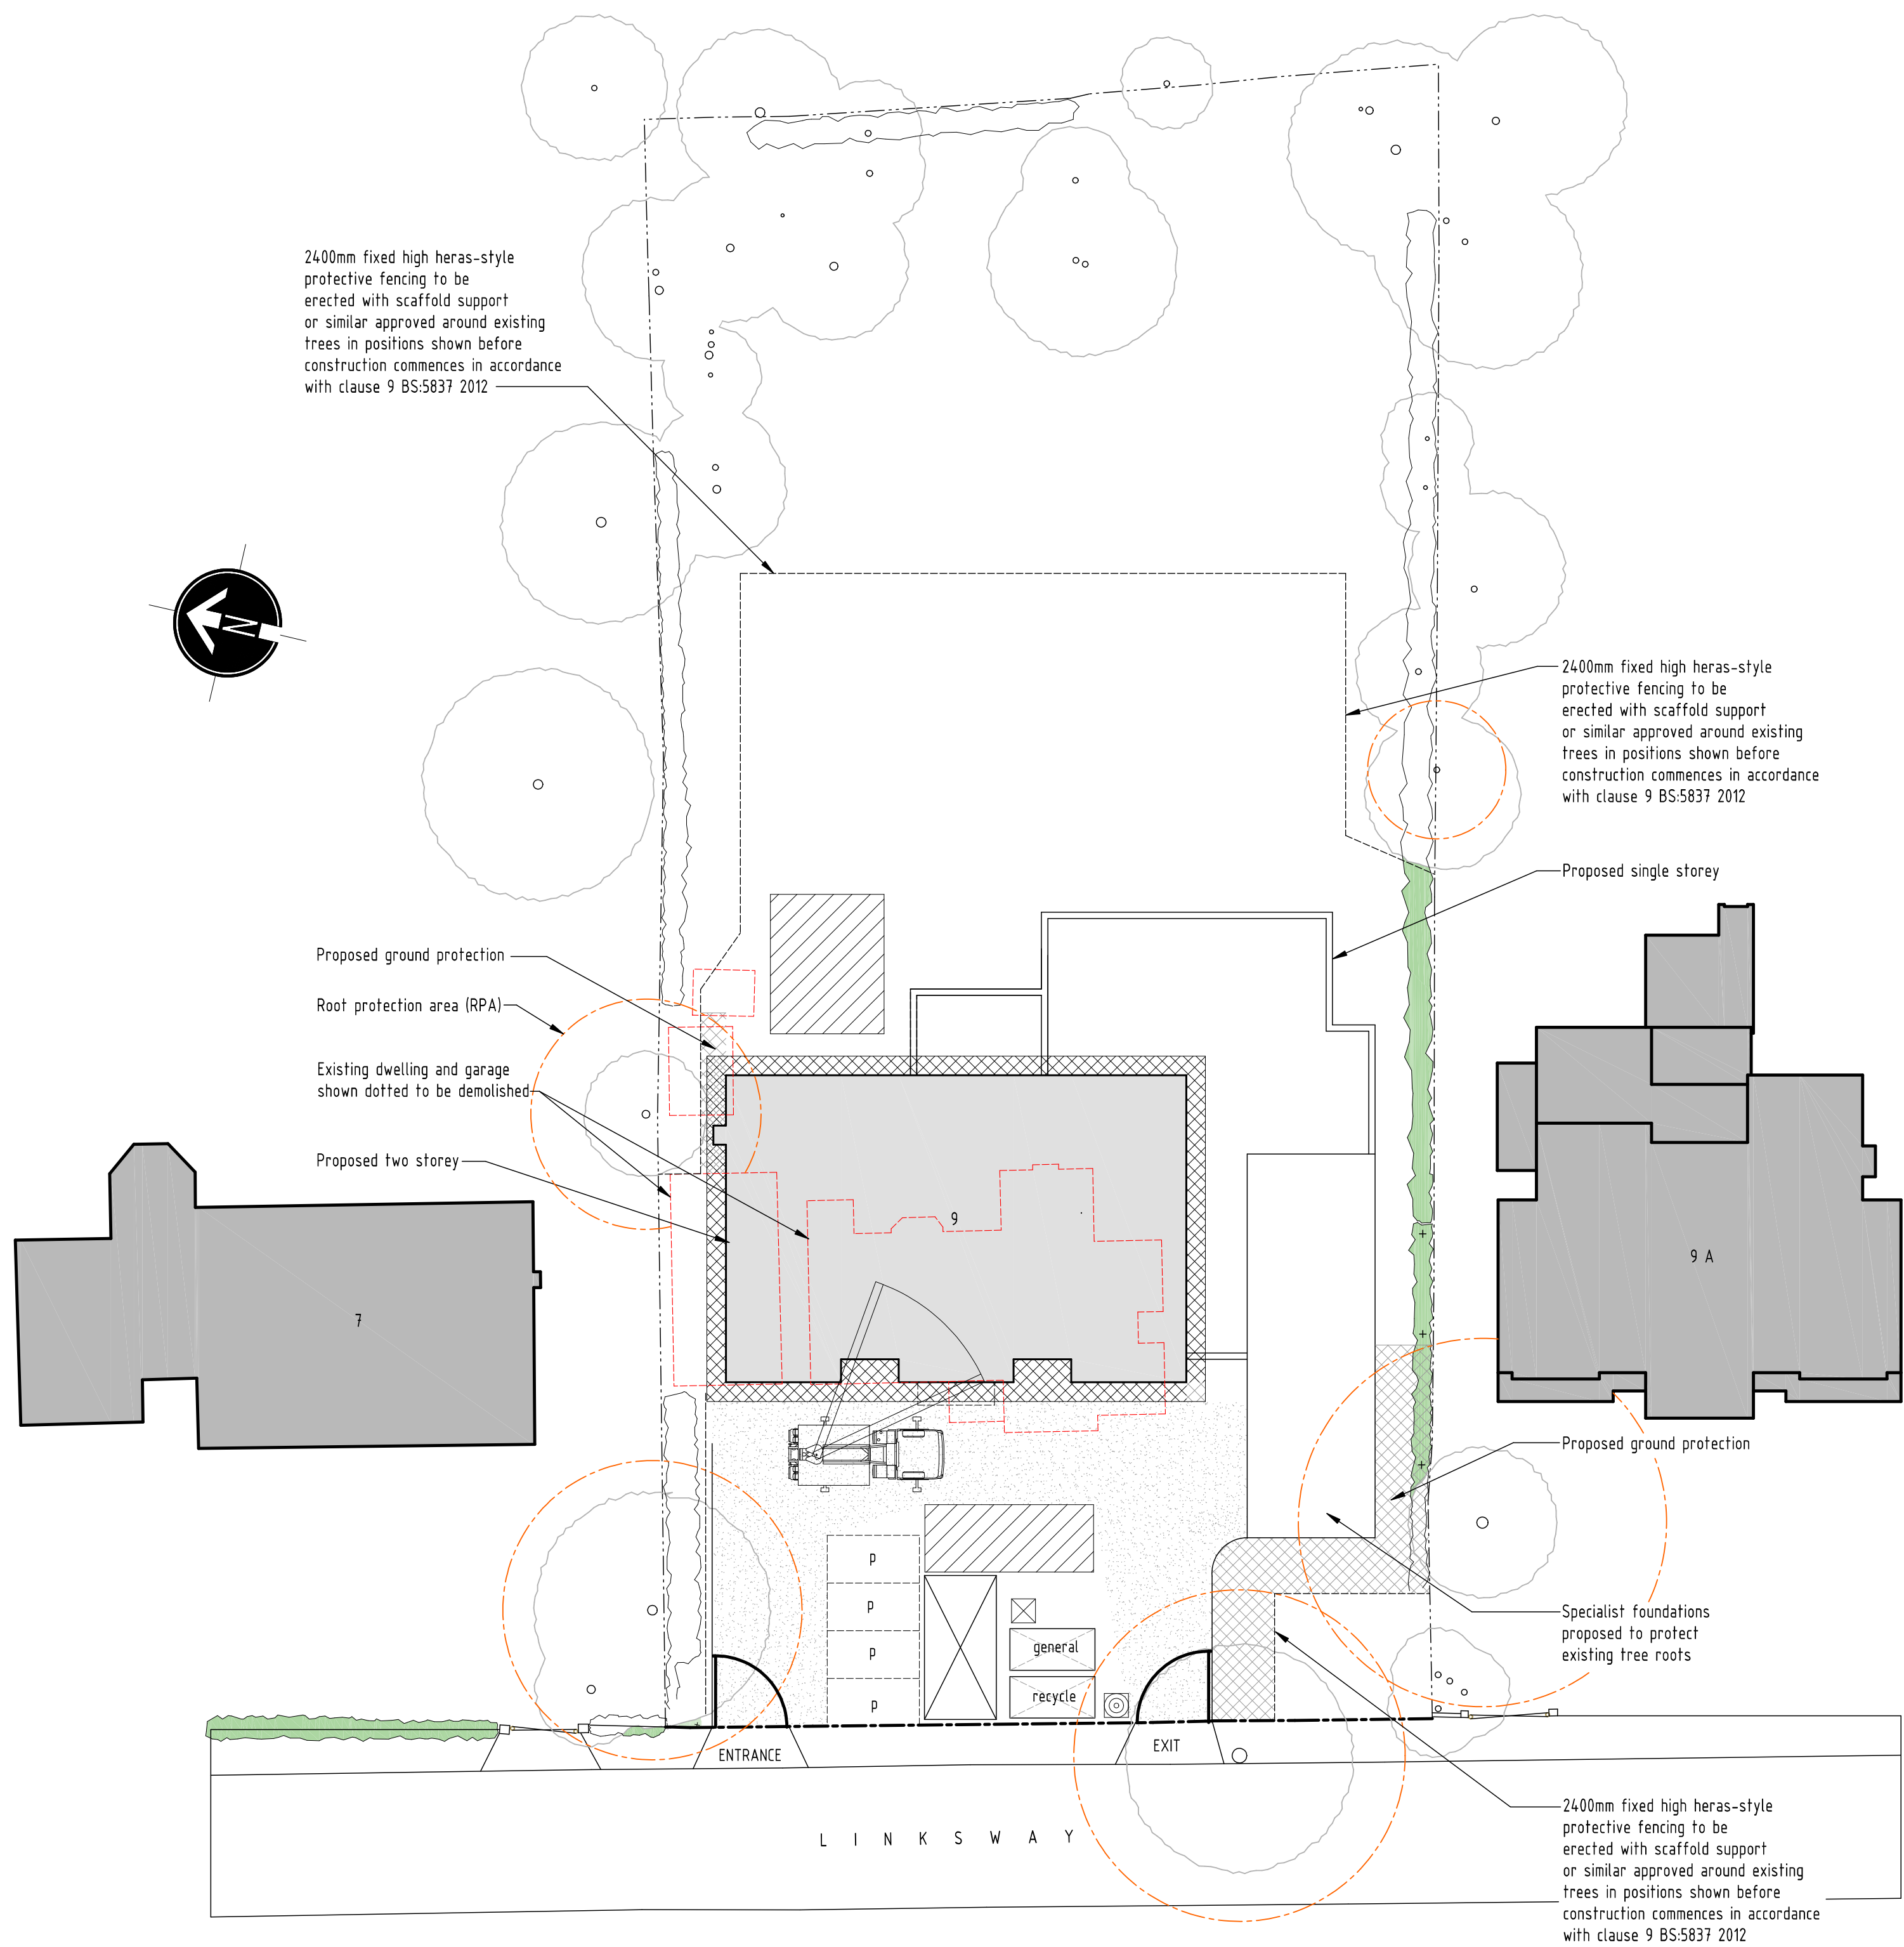 2400mm fixed high heras-style
protective fencing to be
erected with scaffold support
or similar approved around existing
trees in positions shown before
construction commences in accordance
with clause 9 BS:5837 2012
N
2400mm fixed high heras-style
protective fencing to be
erected with scaffold support
or similar approved around existing
trees in positions shown before
construction commences in accordance
with clause 9 BS:5837 2012
Proposed single storey
Proposed ground protection
Root protection area (RPA)
Existing dwelling and garage
shown dotted to be demolished
Proposed two storey
9
9 A
7
Proposed ground protection
P
P
P
P
general
recycle
Specialist foundations
proposed to protect
existing tree roots
ENTRANCE
EXIT
LINKSWAY
2400mm fixed high heras-style
protective fencing to be
erected with scaffold support
or similar approved around existing
trees in positions shown before
construction commences in accordance
with clause 9 BS:5837 2012